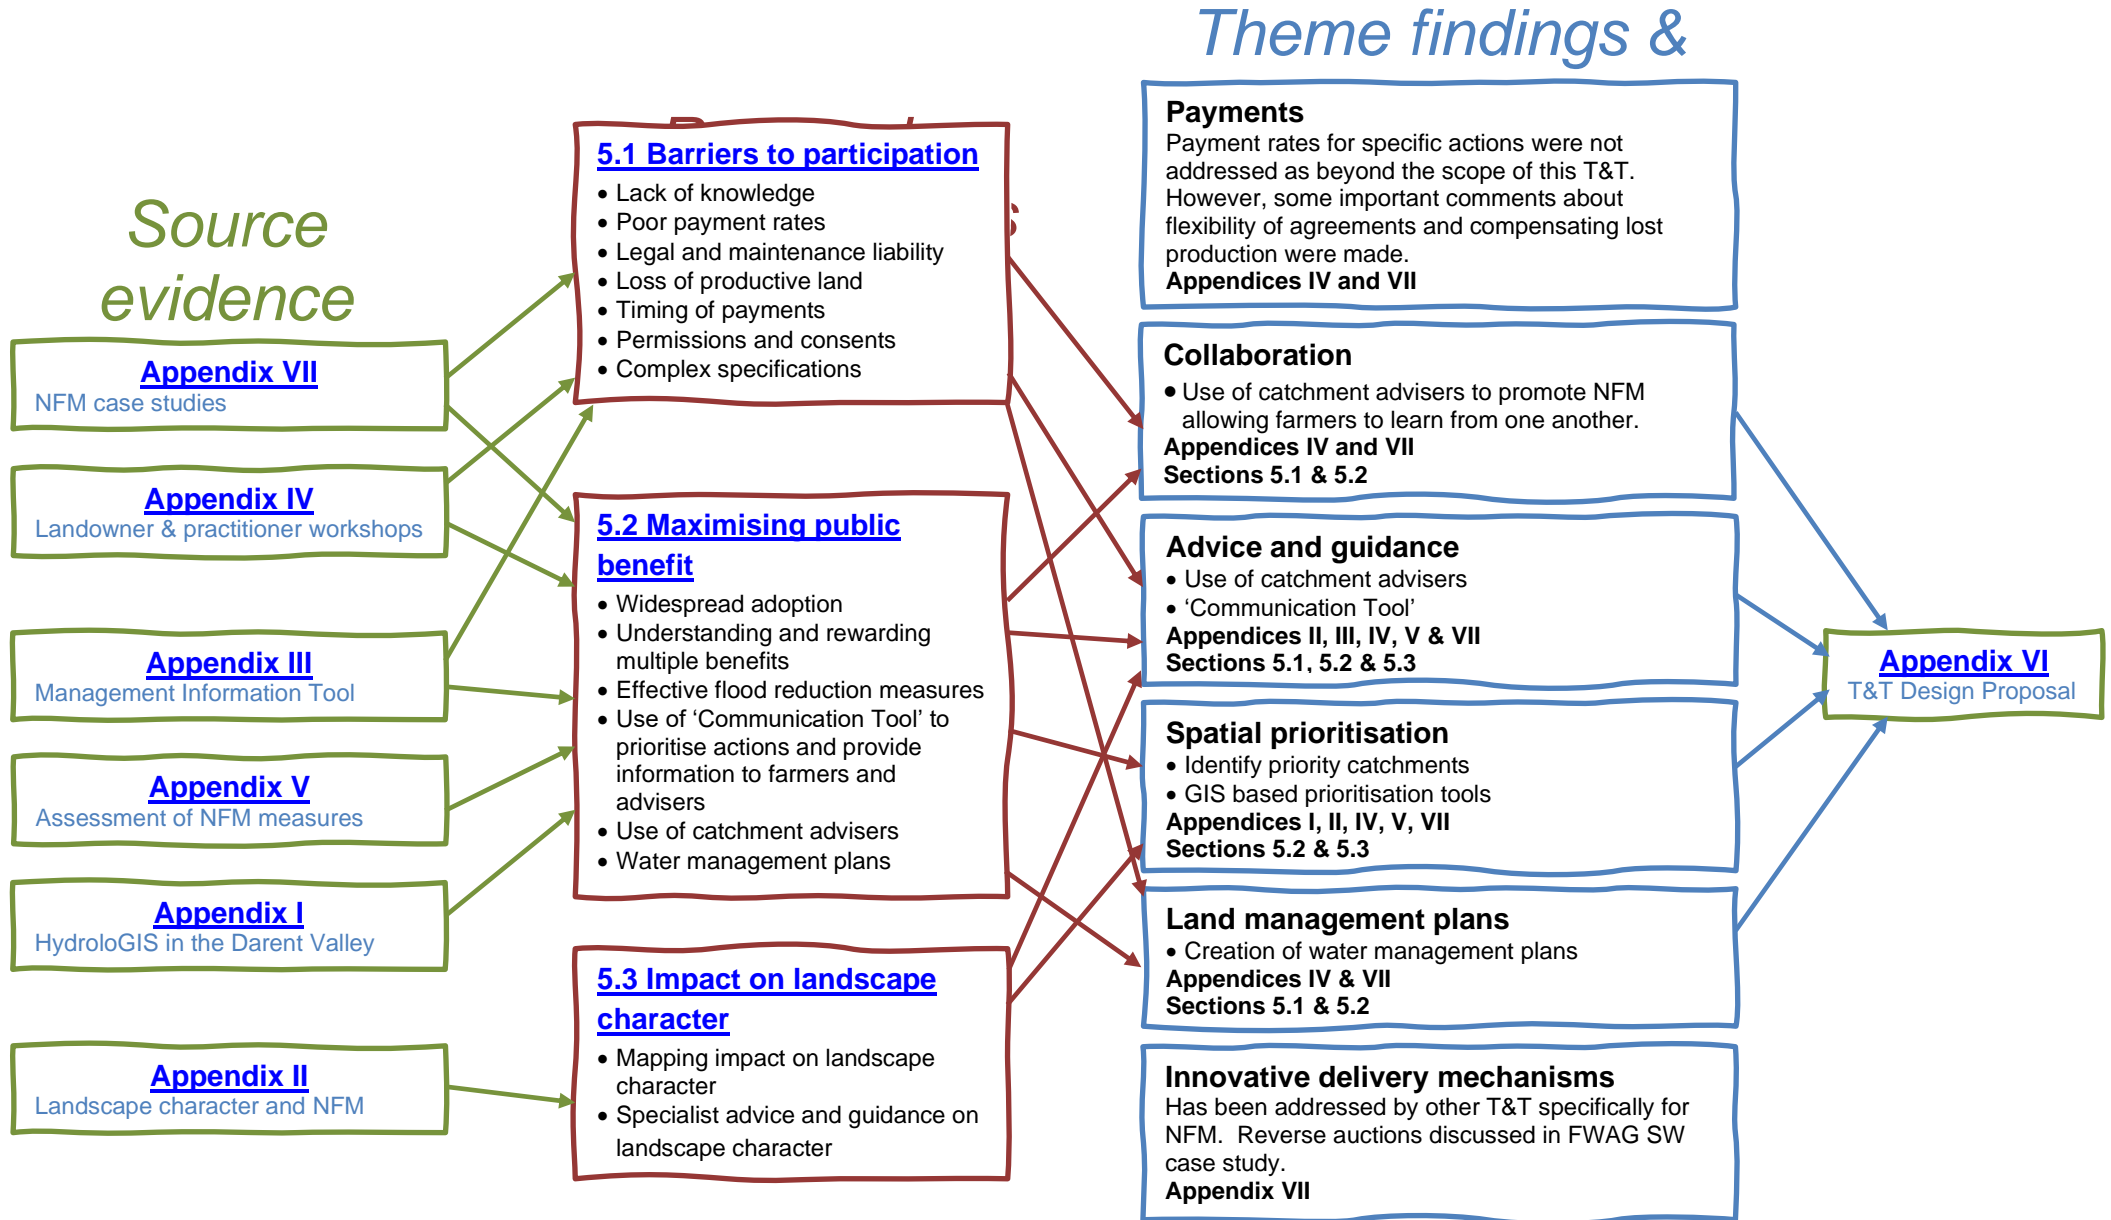 Source
evidence
Appendix VII
NFM case studies
Appendix IV
Landowner & practitioner workshops
Appendix III
Management Information Tool
Appendix V
Assessment of NFM measures
Appendix I
HydroloGIS in the Darent Valley
Appendix II
Landscape character and NFM
5.1 Barriers to participation
• Lack of knowledge
• Poor payment rates
• Legal and maintenance liability
• Loss of productive land
• Timing of payments
• Permissions and consents
• Complex specifications
5.2 Maximising public
benefit
• Widespread adoption
• Understanding and rewarding
multiple benefits
• Effective flood reduction measures
• Use of ‘Communication Tool’ to
prioritise actions and provide
information to farmers and
advisers
• Use of catchment advisers
• Water management plans
5.3 Impact on landscape
character
• Mapping impact on landscape
character
• Specialist advice and guidance on
landscape character
Theme findings &
Payments
Payment rates for specific actions were not
addressed as beyond the scope of this T&T.
However, some important comments about
flexibility of agreements and compensating lost
production were made.
Appendices IV and VII
Collaboration
• Use of catchment advisers to promote NFM
allowing farmers to learn from one another.
Appendices IV and VII
Sections 5.1 & 5.2
Advice and guidance
• Use of catchment advisers
• ‘Communication Tool’
Appendices II, III, IV, V & VII
Sections 5.1, 5.2 & 5.3
Spatial prioritisation
• Identify priority catchments
• GIS based prioritisation tools
Appendices I, II, IV, V, VII
Sections 5.2 & 5.3
Land management plans
• Creation of water management plans
Appendices IV & VII
Sections 5.1 & 5.2
Innovative delivery mechanisms
Has been addressed by other T&T specifically for
NFM.  Reverse auctions discussed in FWAG SW
case study.
Appendix VII
Appendix VI
T&T Design Proposal